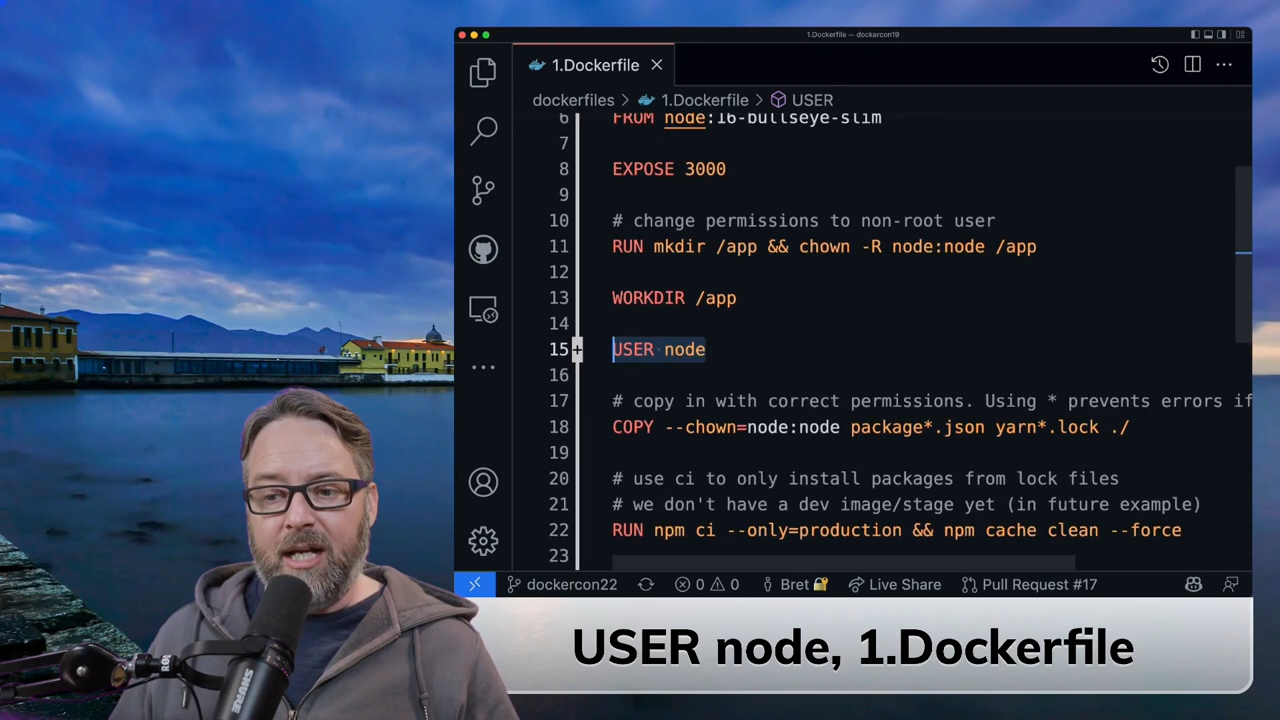 1.Dockerfile — dockercon19
1.Dockerfile
dockerfiles > 1.Dockerfile > USER
6 FROM node:16-bullseye-slim
7
8 EXPOSE 3000
9
10 # change permissions to non-root user
11 RUN mkdir /app && chown -R node:node /app
12
13 WORKDIR /app
14
15 USER node
16
17 # copy in with correct permissions. Using * prevents errors if
18 COPY --chown=node:node package*.json yarn*.lock ./
19
20 # use ci to only install packages from lock files
21 # we don't have a dev image/stage yet (in future example)
22 RUN npm ci --only=production && npm cache clean --force
23
dockercon22 0 0 Bret Live Share Pull Request #17
USER node, 1.Dockerfile
SHURE